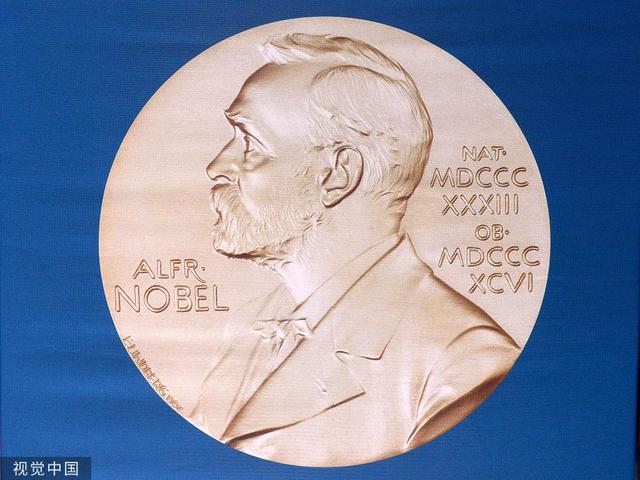 ALFR·
NOBEL
NAT·
MDCCC
XXXIII
OB·
MDCCC
XCVI
视觉中国